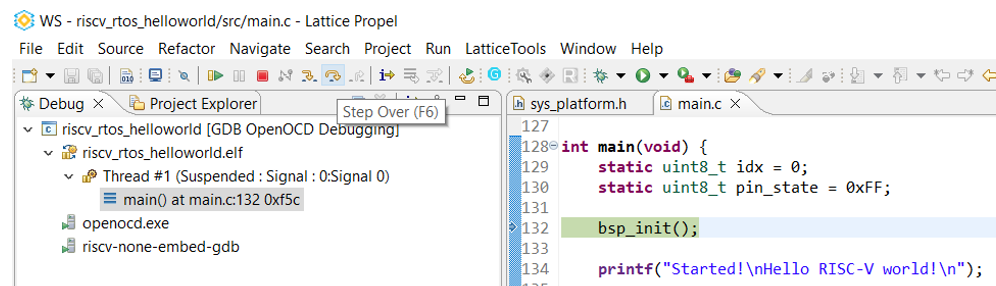 WS - riscv_rtos_helloworld/src/main.c - Lattice Propel
File Edit Source Refactor Navigate Search Project Run LatticeTools Window Help
Debug Project Explorer
Step Over (F6)
riscv_rtos_helloworld [GDB OpenOCD Debugging]
riscv_rtos_helloworld.elf
Thread #1 (Suspended : Signal : 0:Signal 0)
main() at main.c:132 0xf5c
openocd.exe
riscv-none-embed-gdb
sys_platform.h main.c
127
128 int main(void) {
129 static uint8_t idx = 0;
130 static uint8_t pin_state = 0xFF;
131
132 bsp_init();
133
134 printf("Started!\nHello RISC-V world!\n");